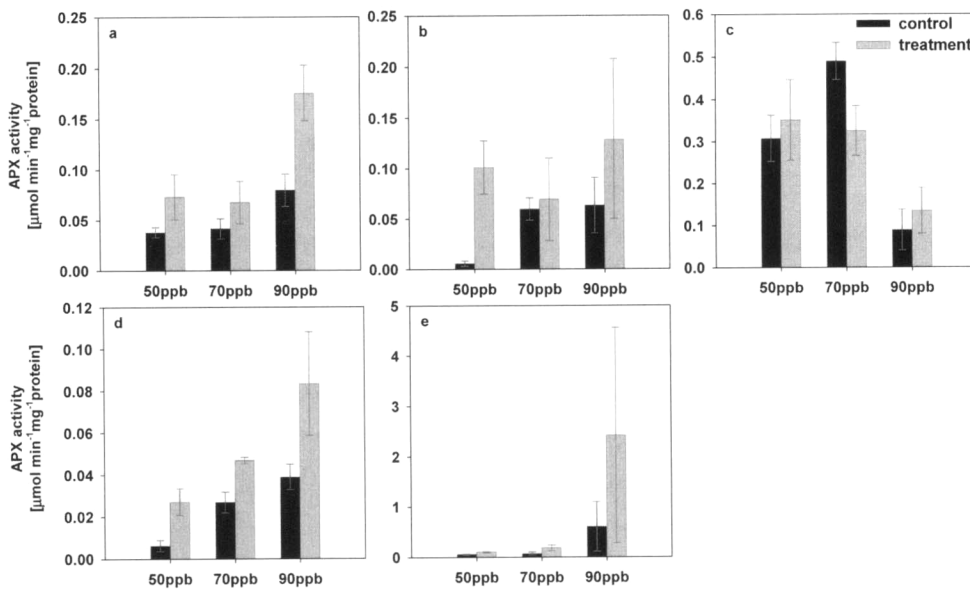 a
0.25
0.20
0.15
0.10
0.05
0.00
APX activity
[µmol min⁻¹mg⁻¹protein]
50ppb 70ppb 90ppb
b
0.25
0.20
0.15
0.10
0.05
0.00
50ppb 70ppb 90ppb
c
control
treatment
0.6
0.5
0.4
0.3
0.2
0.1
0.0
50ppb 70ppb 90ppb
d
0.12
0.10
0.08
0.06
0.04
0.02
0.00
APX activity
[µmol min⁻¹mg⁻¹protein]
50ppb 70ppb 90ppb
e
5
4
3
2
1
0
50ppb 70ppb 90ppb